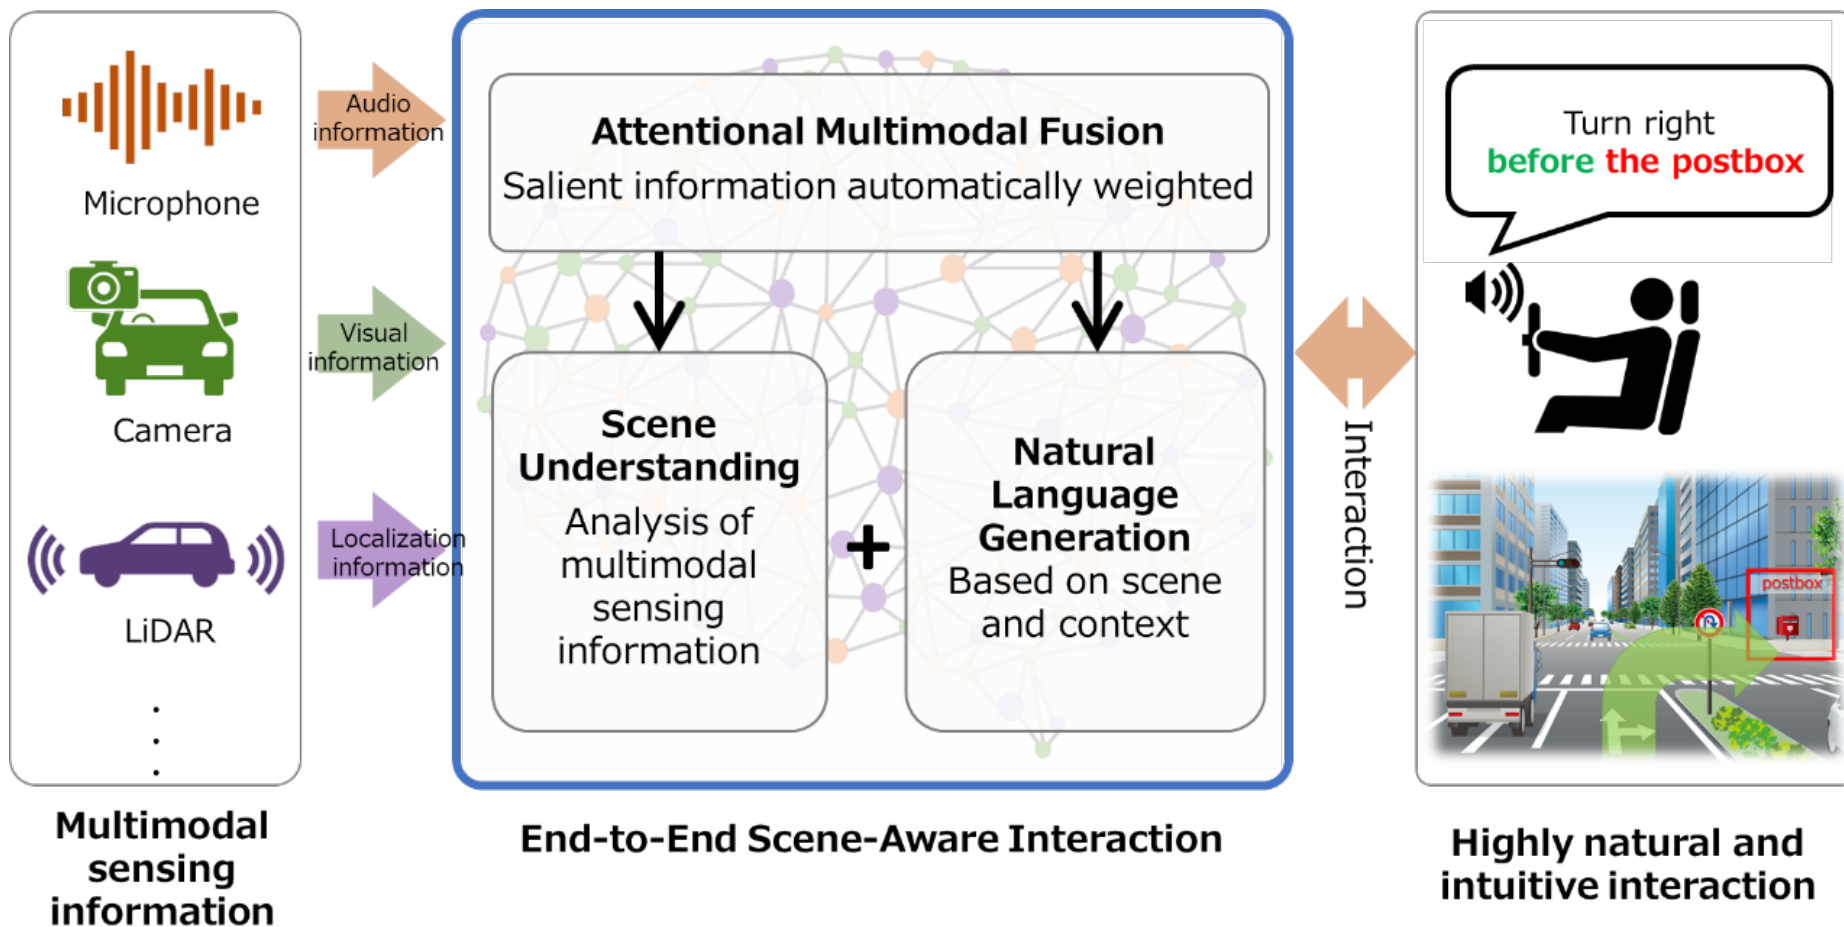 Microphone
Camera
LiDAR
Multimodal
sensing
information
Audio
information
Visual
information
Localization
information
Attentional Multimodal Fusion
Salient information automatically weighted
Scene
Understanding
Analysis of
multimodal
sensing
information
+
Natural
Language
Generation
Based on scene
and context
End-to-End Scene-Aware Interaction
Interaction
Turn right
before the postbox
postbox
Highly natural and
intuitive interaction